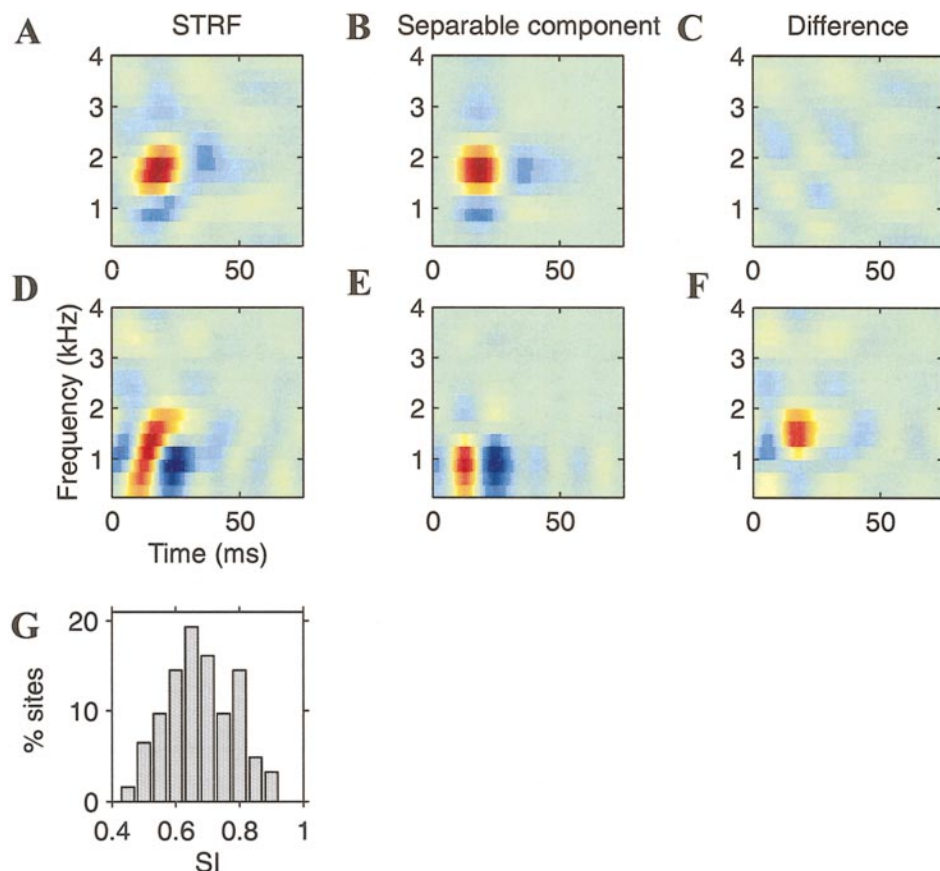 A STRF B Separable component C Difference
4 4 4
3 3 3
2 2 2
1 1 1
0 50 0 50 0 50
D E F
4 4 4
3 3 3
2 2 2
1 1 1
Frequency (kHz)
0 50 0 50 0 50
Time (ms)
G
20
10
0
% sites
0.4 0.6 0.8 1
SI